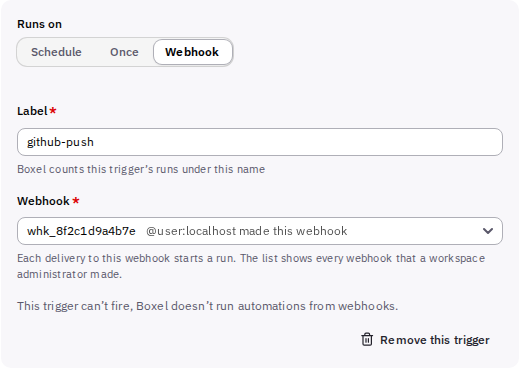 Runs on
Schedule Once Webhook
Label *
github-push
Boxel counts this trigger's runs under this name
Webhook *
whk_8f2c1d9a4b7e @user:localhost made this webhook
Each delivery to this webhook starts a run. The list shows every webhook that a workspace
administrator made.
This trigger can't fire, Boxel doesn't run automations from webhooks.
Remove this trigger